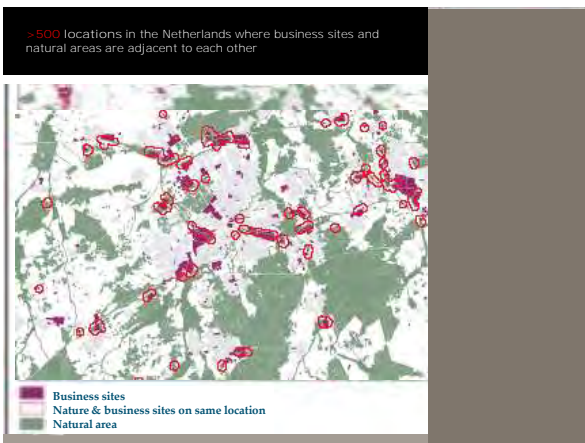 >500 locations in the Netherlands where business sites and
natural areas are adjacent to each other
Business sites
Nature & business sites on same location
Natural area